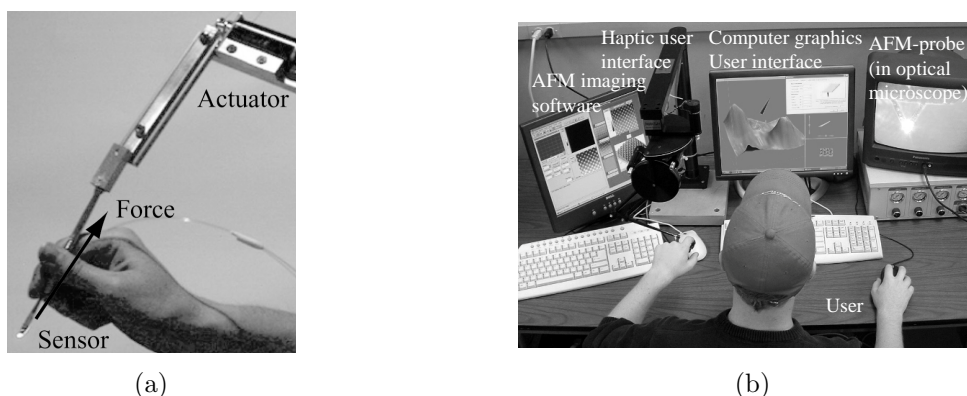 Actuator
Force
Sensor
(a)
Haptic user
interface
Computer graphics
User interface
AFM-probe
(in optical
microscope)
AFM imaging
software
User
(b)